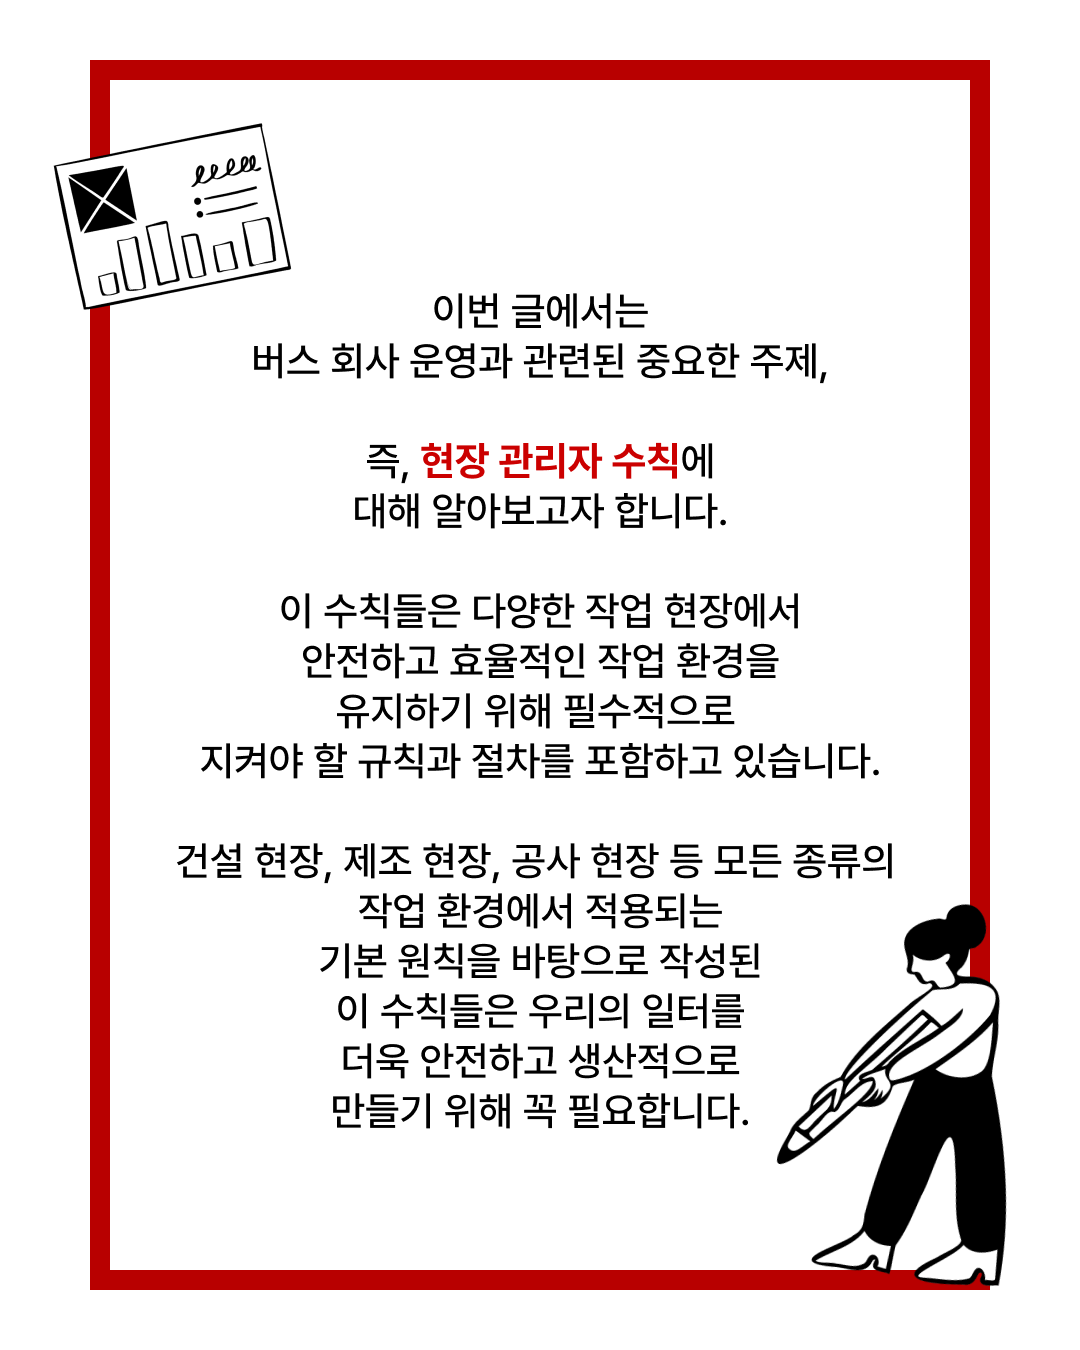 이번 글에서는
버스 회사 운영과 관련된 중요한 주제,
즉, 현장 관리자 수칙에
대해 알아보고자 합니다.
이 수칙들은 다양한 작업 현장에서
안전하고 효율적인 작업 환경을
유지하기 위해 필수적으로
지켜야 할 규칙과 절차를 포함하고 있습니다.
건설 현장, 제조 현장, 공사 현장 등 모든 종류의
작업 환경에서 적용되는
기본 원칙을 바탕으로 작성된
이 수칙들은 우리의 일터를
더욱 안전하고 생산적으로
만들기 위해 꼭 필요합니다.